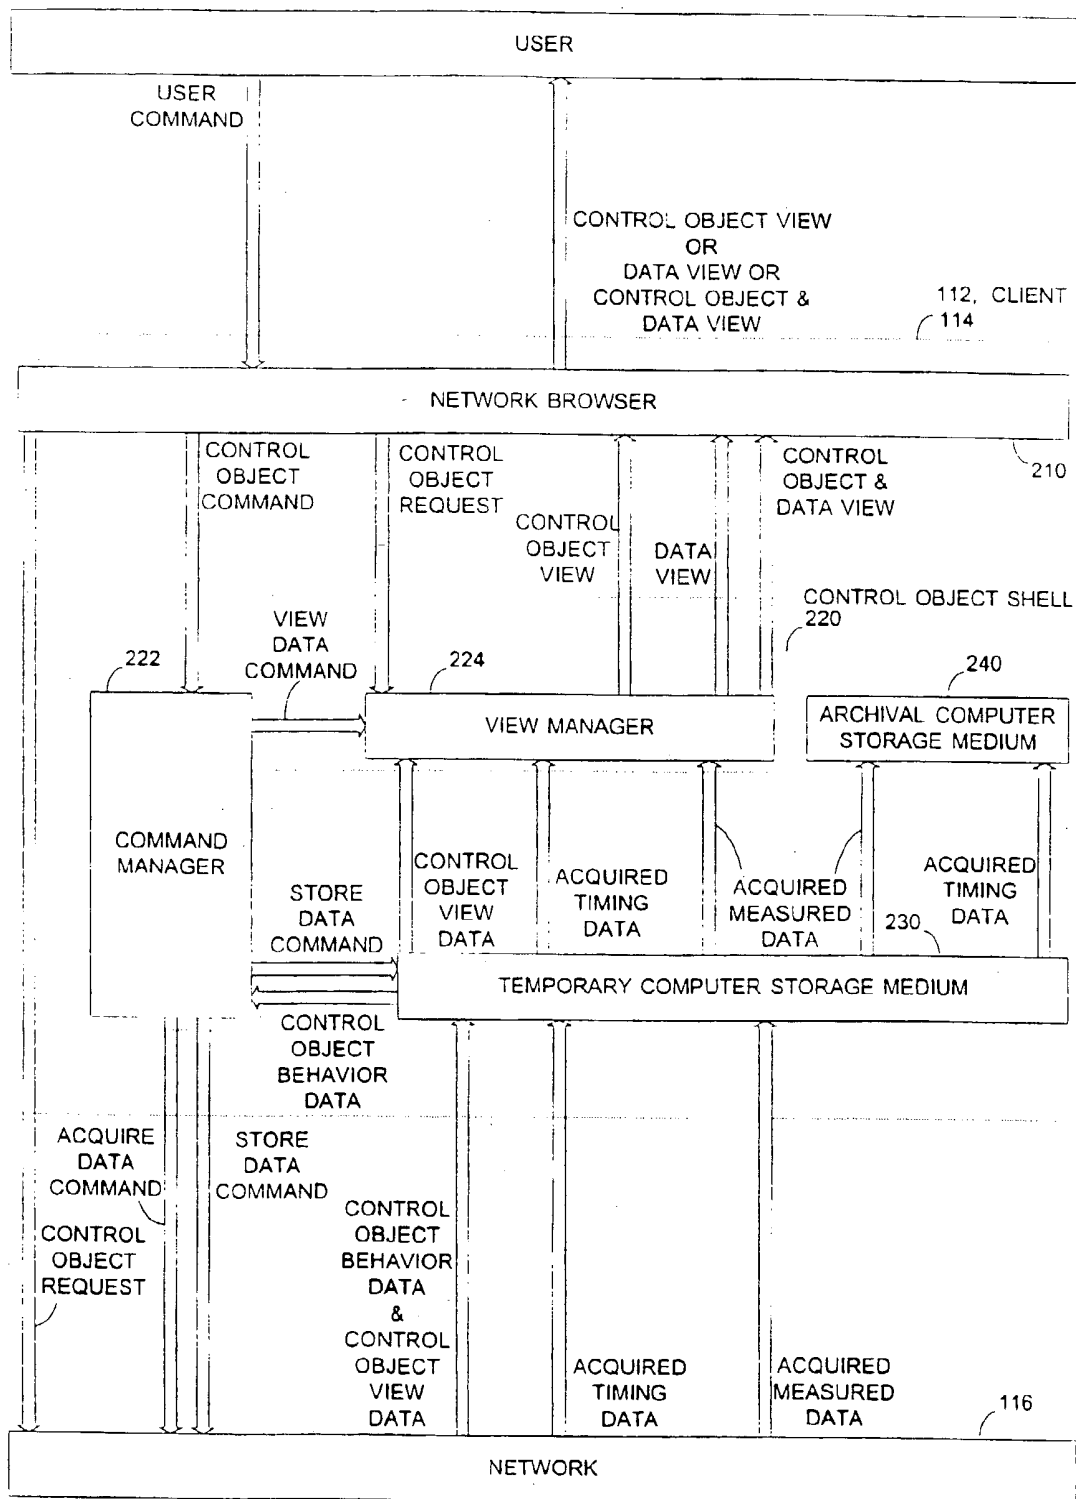 USER
USER
COMMAND
CONTROL OBJECT VIEW
OR
DATA VIEW OR
CONTROL OBJECT &
DATA VIEW
112, CLIENT
114
NETWORK BROWSER
210
CONTROL
OBJECT
COMMAND
CONTROL
OBJECT
REQUEST
CONTROL
OBJECT
VIEW
DATA
VIEW
CONTROL
OBJECT &
DATA VIEW
CONTROL OBJECT SHELL
220
VIEW
DATA
COMMAND
222
224
240
VIEW MANAGER
ARCHIVAL COMPUTER
STORAGE MEDIUM
COMMAND
MANAGER
STORE
DATA
COMMAND
CONTROL
OBJECT
VIEW
DATA
ACQUIRED
TIMING
DATA
ACQUIRED
MEASURED
DATA
ACQUIRED
TIMING
DATA
230
TEMPORARY COMPUTER STORAGE MEDIUM
CONTROL
OBJECT
BEHAVIOR
DATA
ACQUIRE
DATA
COMMAND
STORE
DATA
COMMAND
CONTROL
OBJECT
REQUEST
CONTROL
OBJECT
BEHAVIOR
DATA
&
CONTROL
OBJECT
VIEW
DATA
ACQUIRED
TIMING
DATA
ACQUIRED
MEASURED
DATA
116
NETWORK